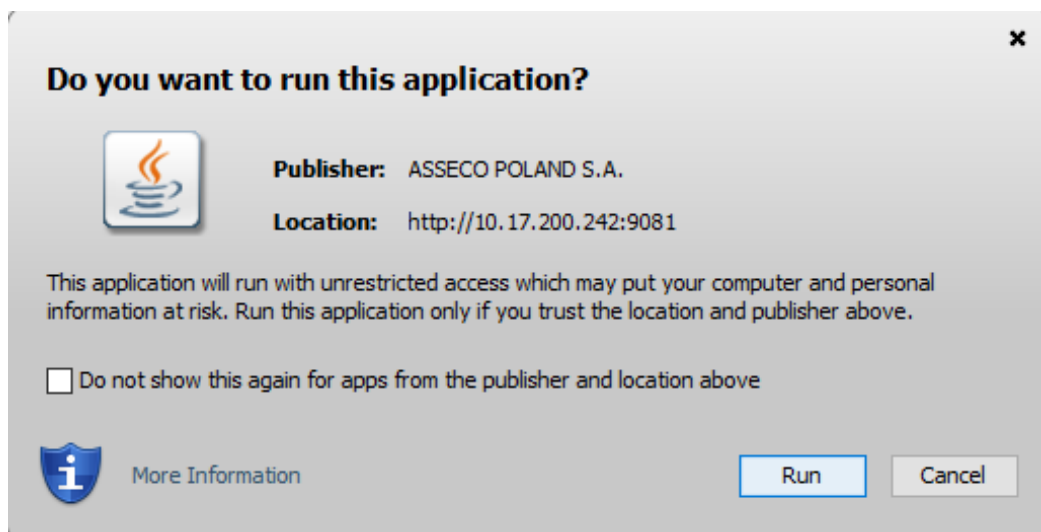 Do you want to run this application?
Publisher: ASSECO POLAND S.A.
Location: http://10.17.200.242:9081
This application will run with unrestricted access which may put your computer and personal
information at risk. Run this application only if you trust the location and publisher above.
Do not show this again for apps from the publisher and location above
More Information
Run
Cancel